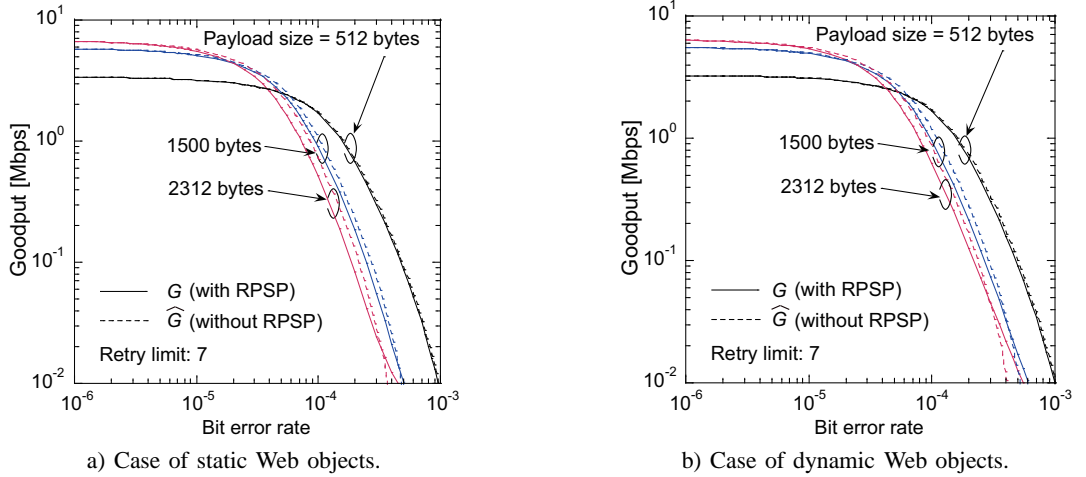 10^1
Payload size = 512 bytes
10^0
1500 bytes
2312 bytes
Goodput [Mbps]
10^-1
G (with RPSP)
Ĝ (without RPSP)
Retry limit: 7
10^-2
10^-6 10^-5 10^-4 10^-3
Bit error rate
a) Case of static Web objects.
10^1
Payload size = 512 bytes
10^0
1500 bytes
2312 bytes
Goodput [Mbps]
10^-1
G (with RPSP)
Ĝ (without RPSP)
Retry limit: 7
10^-2
10^-6 10^-5 10^-4 10^-3
Bit error rate
b) Case of dynamic Web objects.